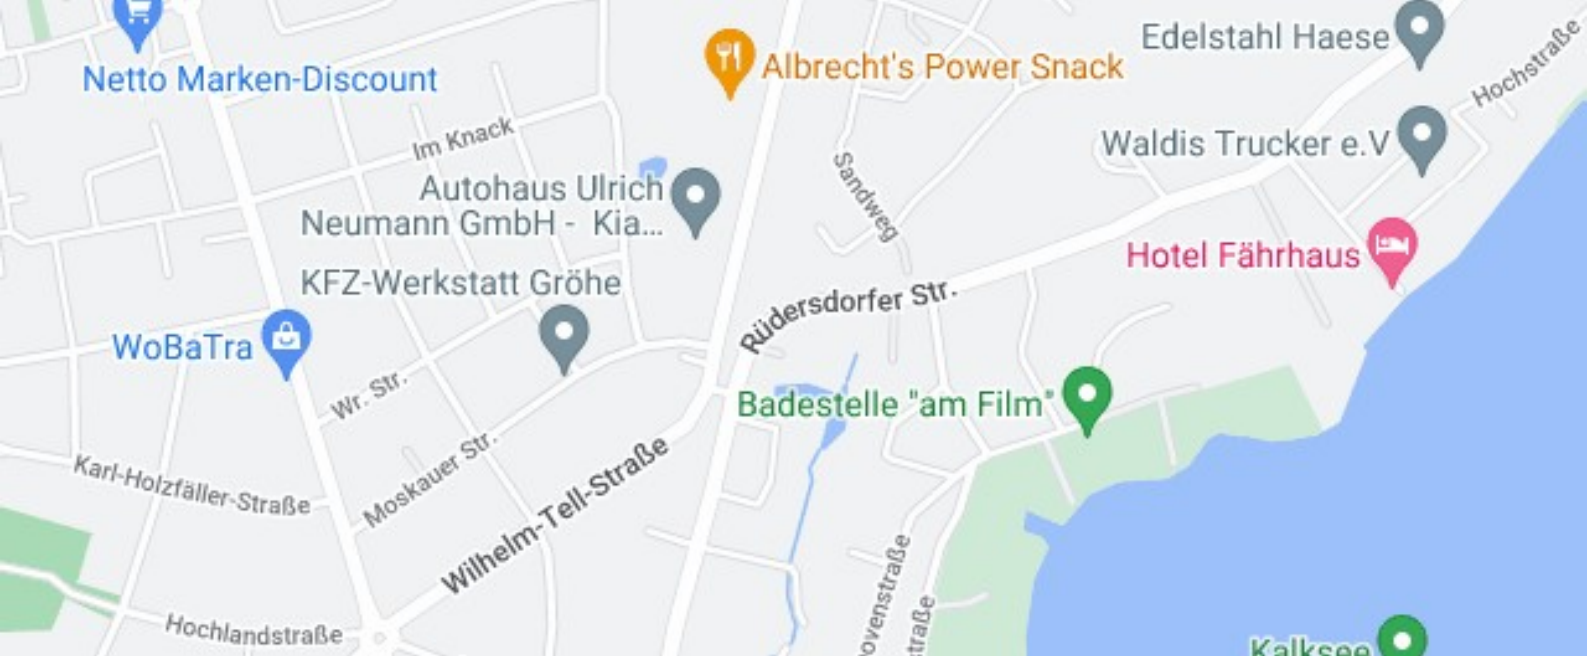 Edelstahl Haese
Netto Marken-Discount
Albrecht's Power Snack
Hochstraße
Im Knack
Waldis Trucker e.V
Autohaus Ulrich
Neumann GmbH - Kia...
Sandweg
Hotel Fährhaus
KFZ-Werkstatt Gröhe
Rüdersdorfer Str.
WoBaTra
Wr. Str.
Badestelle "am Film"
Moskauer Str.
Karl-Holzfäller-Straße
Wilhelm-Tell-Straße
ovenstraße
straße
Hochlandstraße
Kalksee